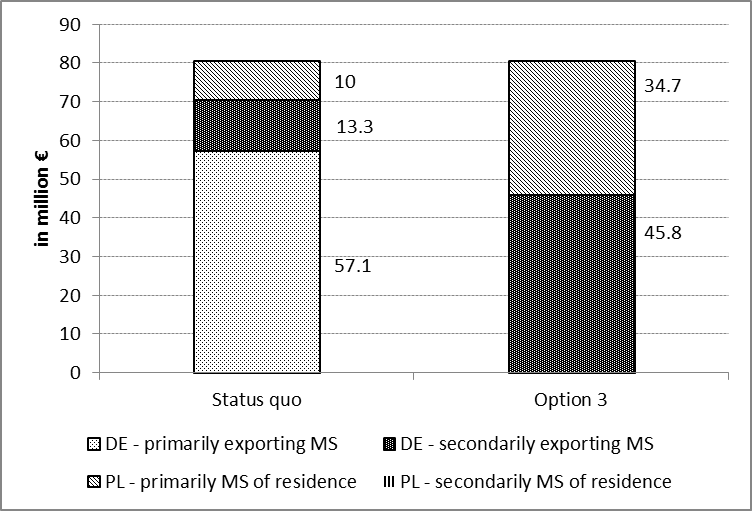 in million €
90
80
70
60
50
40
30
20
10
0
10
13.3
57.1
34.7
45.8
Status quo
Option 3
DE - primarily exporting MS
DE - secondarily exporting MS
PL - primarily MS of residence
PL - secondarily MS of residence